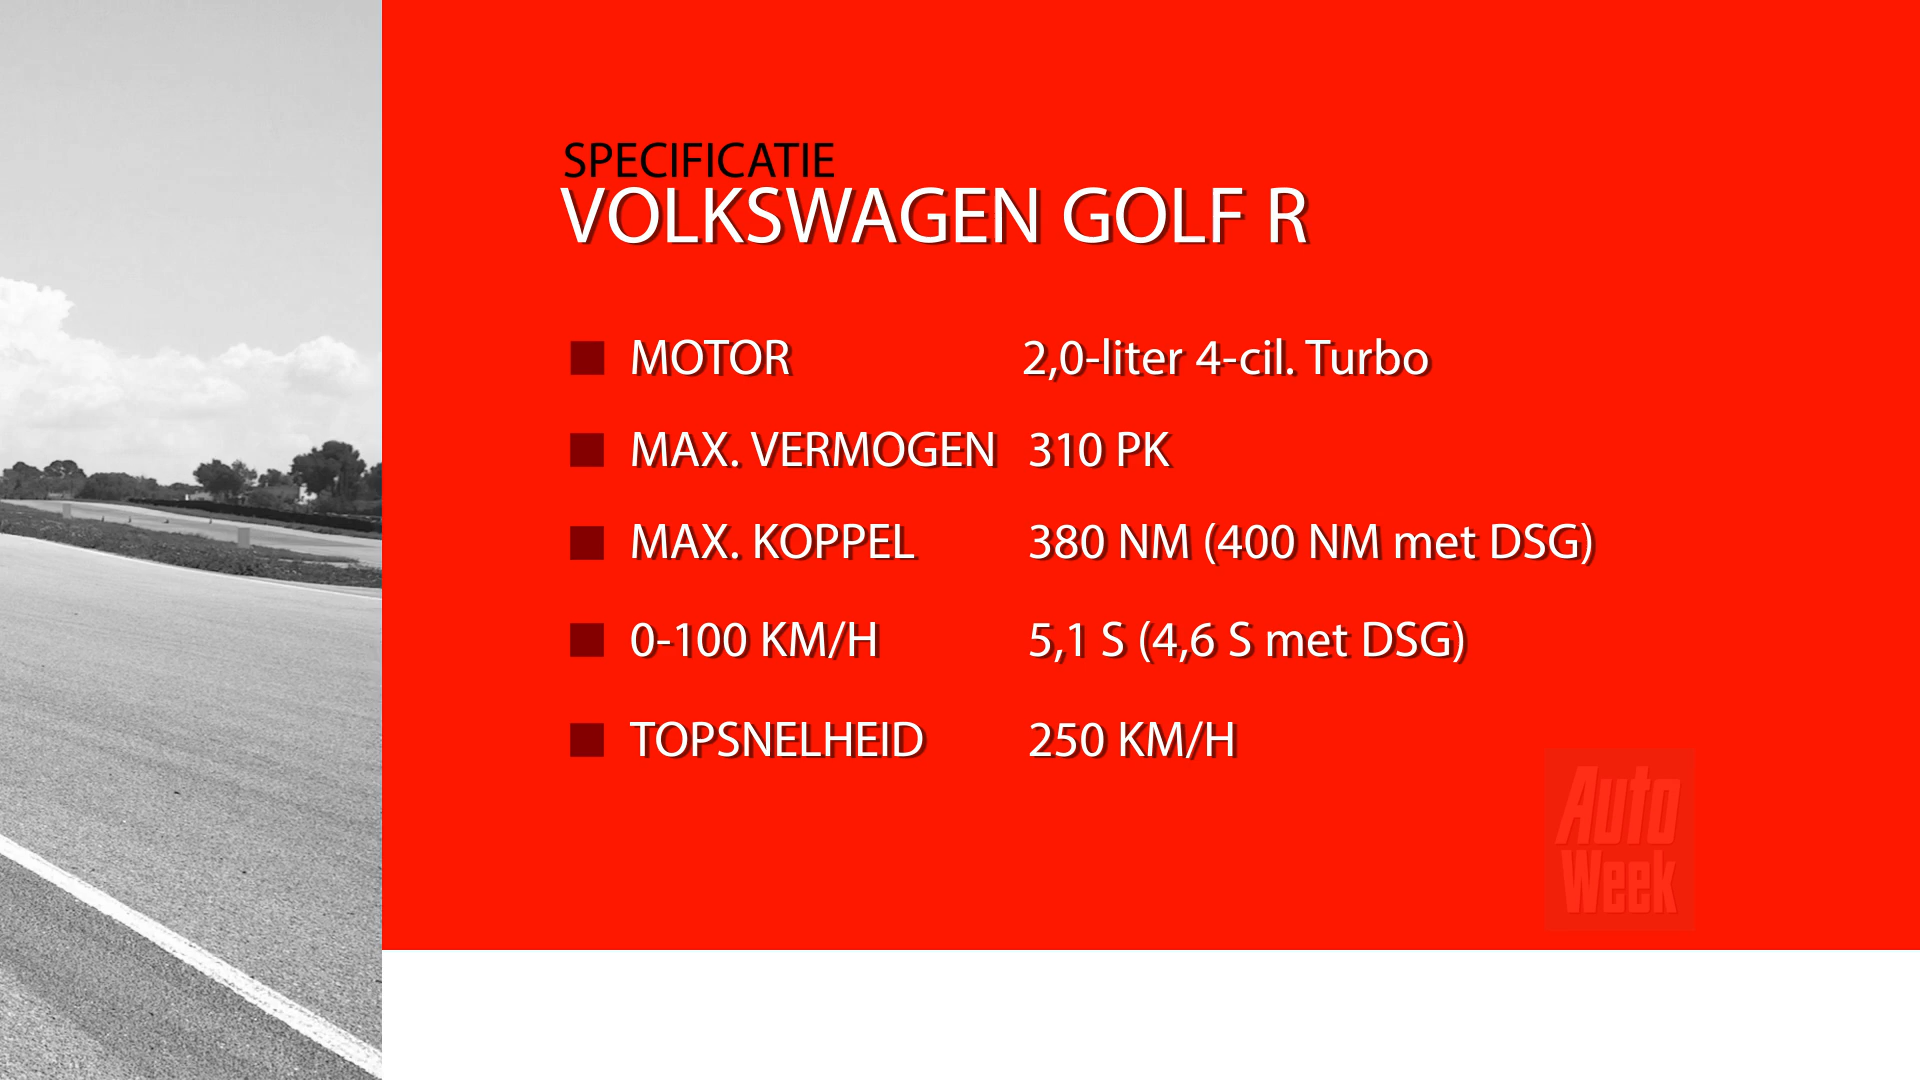 SPECIFICATIE
VOLKSWAGEN GOLF R
MOTOR 2,0-liter 4-cil. Turbo
MAX. VERMOGEN 310 PK
MAX. KOPPEL 380 NM (400 NM met DSG)
0-100 KM/H 5,1 S (4,6 S met DSG)
TOPSNELHEID 250 KM/H
Auto
Week